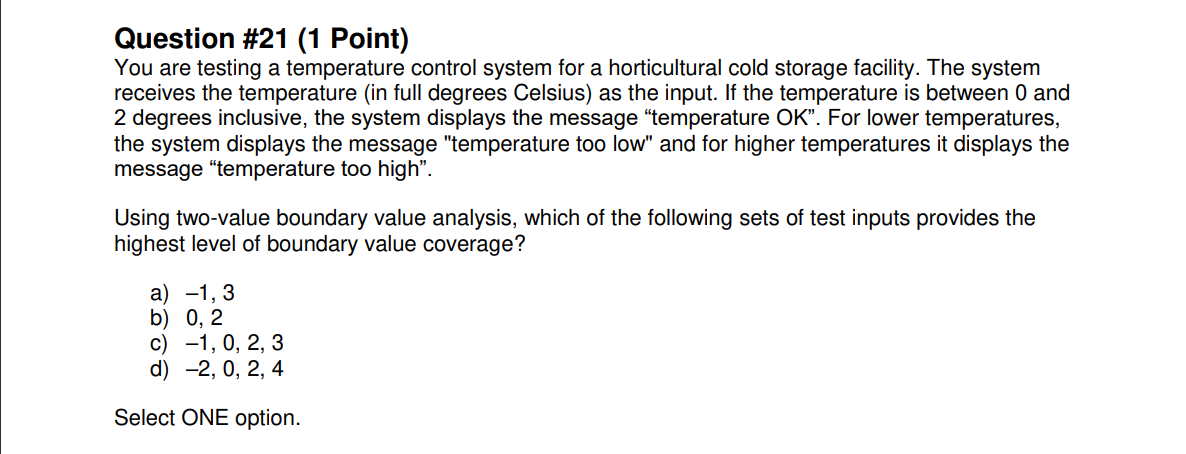 Question #21 (1 Point)
You are testing a temperature control system for a horticultural cold storage facility. The system
receives the temperature (in full degrees Celsius) as the input. If the temperature is between 0 and
2 degrees inclusive, the system displays the message “temperature OK”. For lower temperatures,
the system displays the message "temperature too low" and for higher temperatures it displays the
message “temperature too high”.
Using two-value boundary value analysis, which of the following sets of test inputs provides the
highest level of boundary value coverage?
a) –1, 3
b) 0, 2
c) –1, 0, 2, 3
d) –2, 0, 2, 4
Select ONE option.